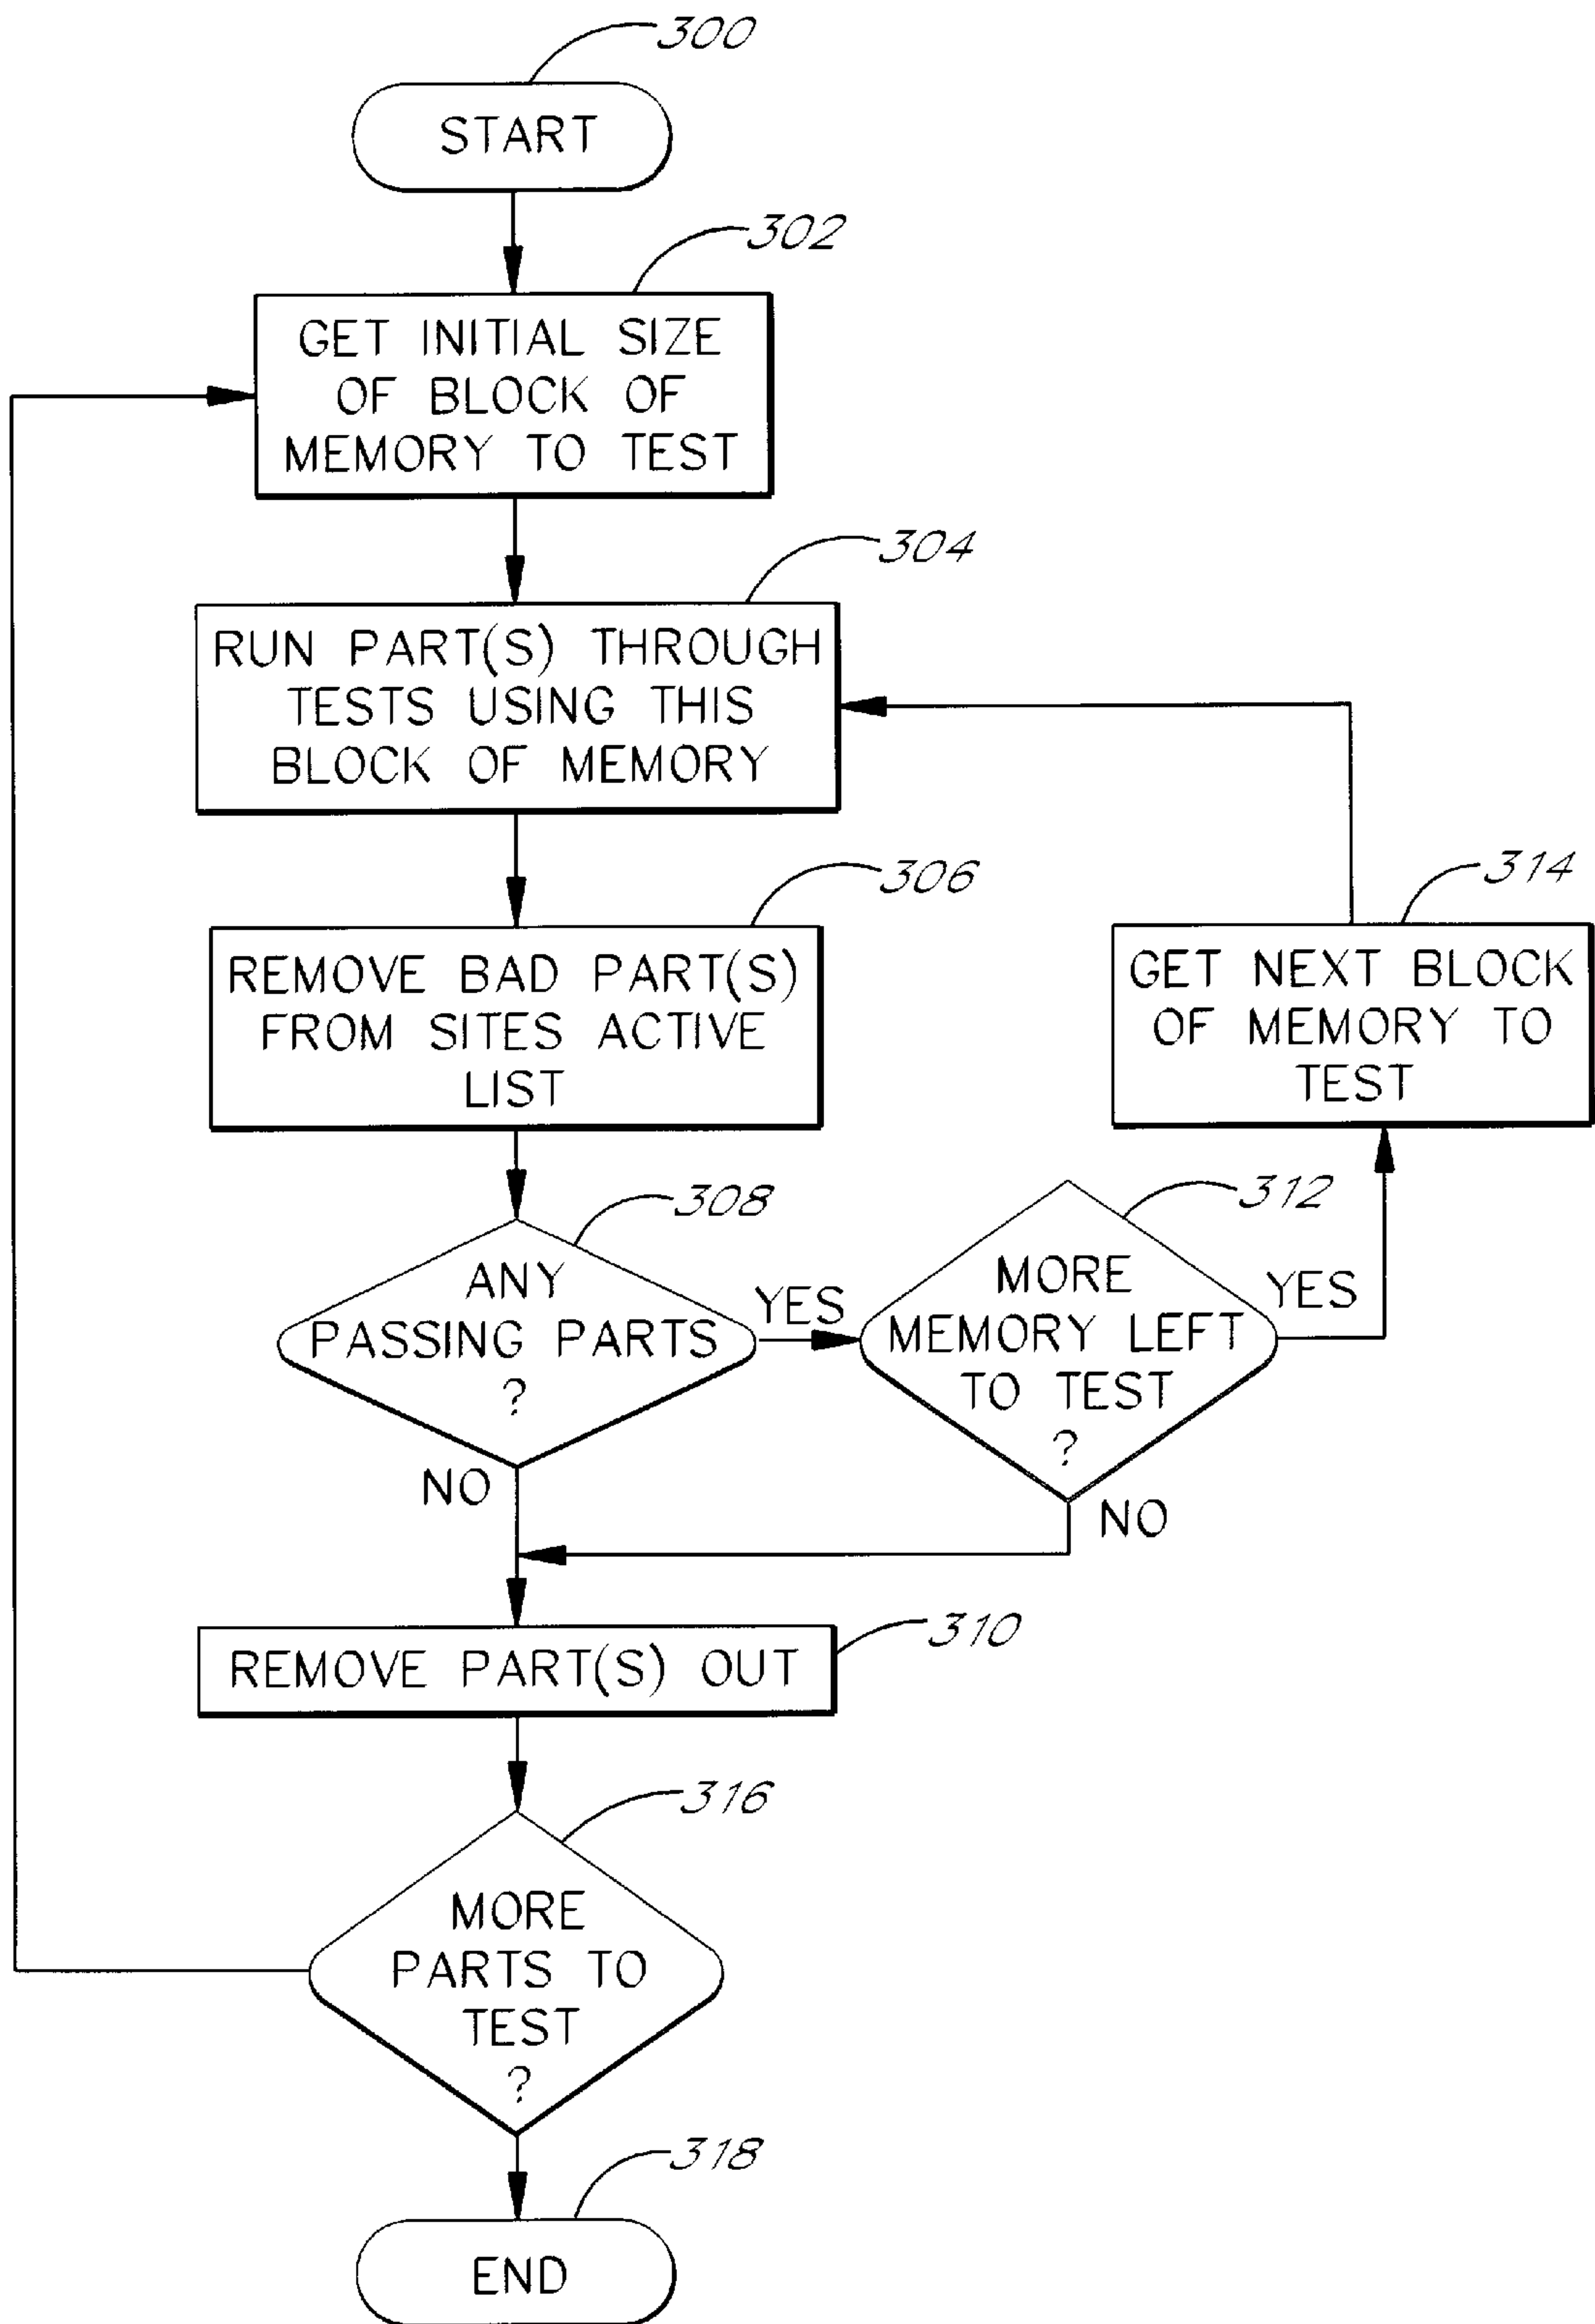 300
START
302
GET INITIAL SIZE
OF BLOCK OF
MEMORY TO TEST
304
RUN PART(S) THROUGH
TESTS USING THIS
BLOCK OF MEMORY
306
REMOVE BAD PART(S)
FROM SITES ACTIVE
LIST
314
GET NEXT BLOCK
OF MEMORY TO
TEST
308
ANY
PASSING PARTS
?
YES
312
MORE
MEMORY LEFT
TO TEST
?
YES
NO
NO
310
REMOVE PART(S) OUT
316
MORE
PARTS TO
TEST
?
318
END